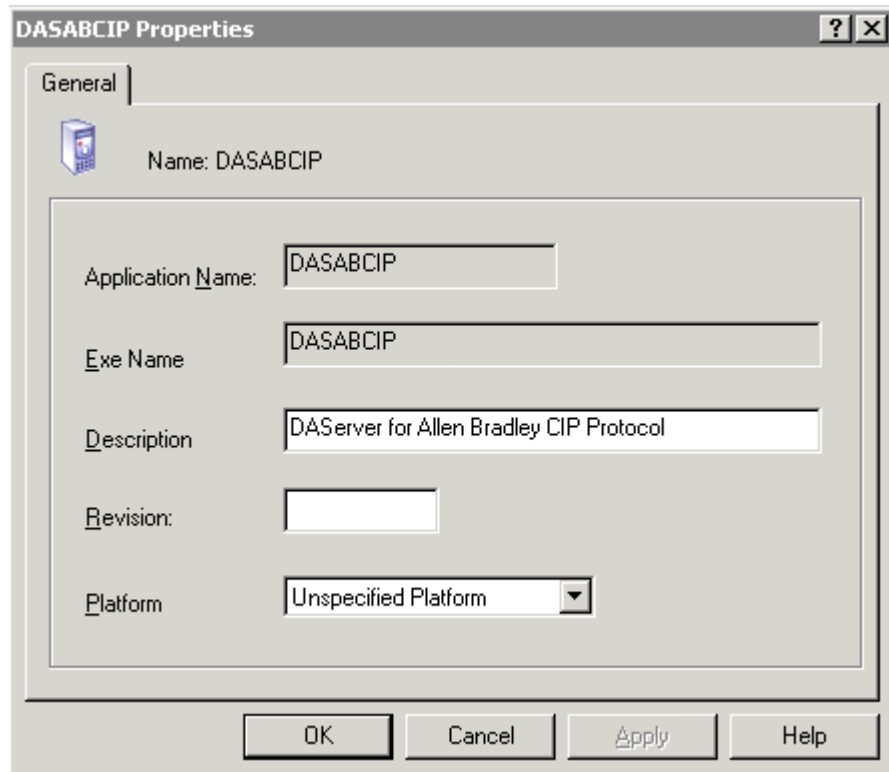 DASABCIP Properties
General
Name: DASABCIP
Application Name: DASABCIP
Exe Name DASABCIP
Description DAServer for Allen Bradley CIP Protocol
Revision:
Platform Unspecified Platform
OK Cancel Apply Help